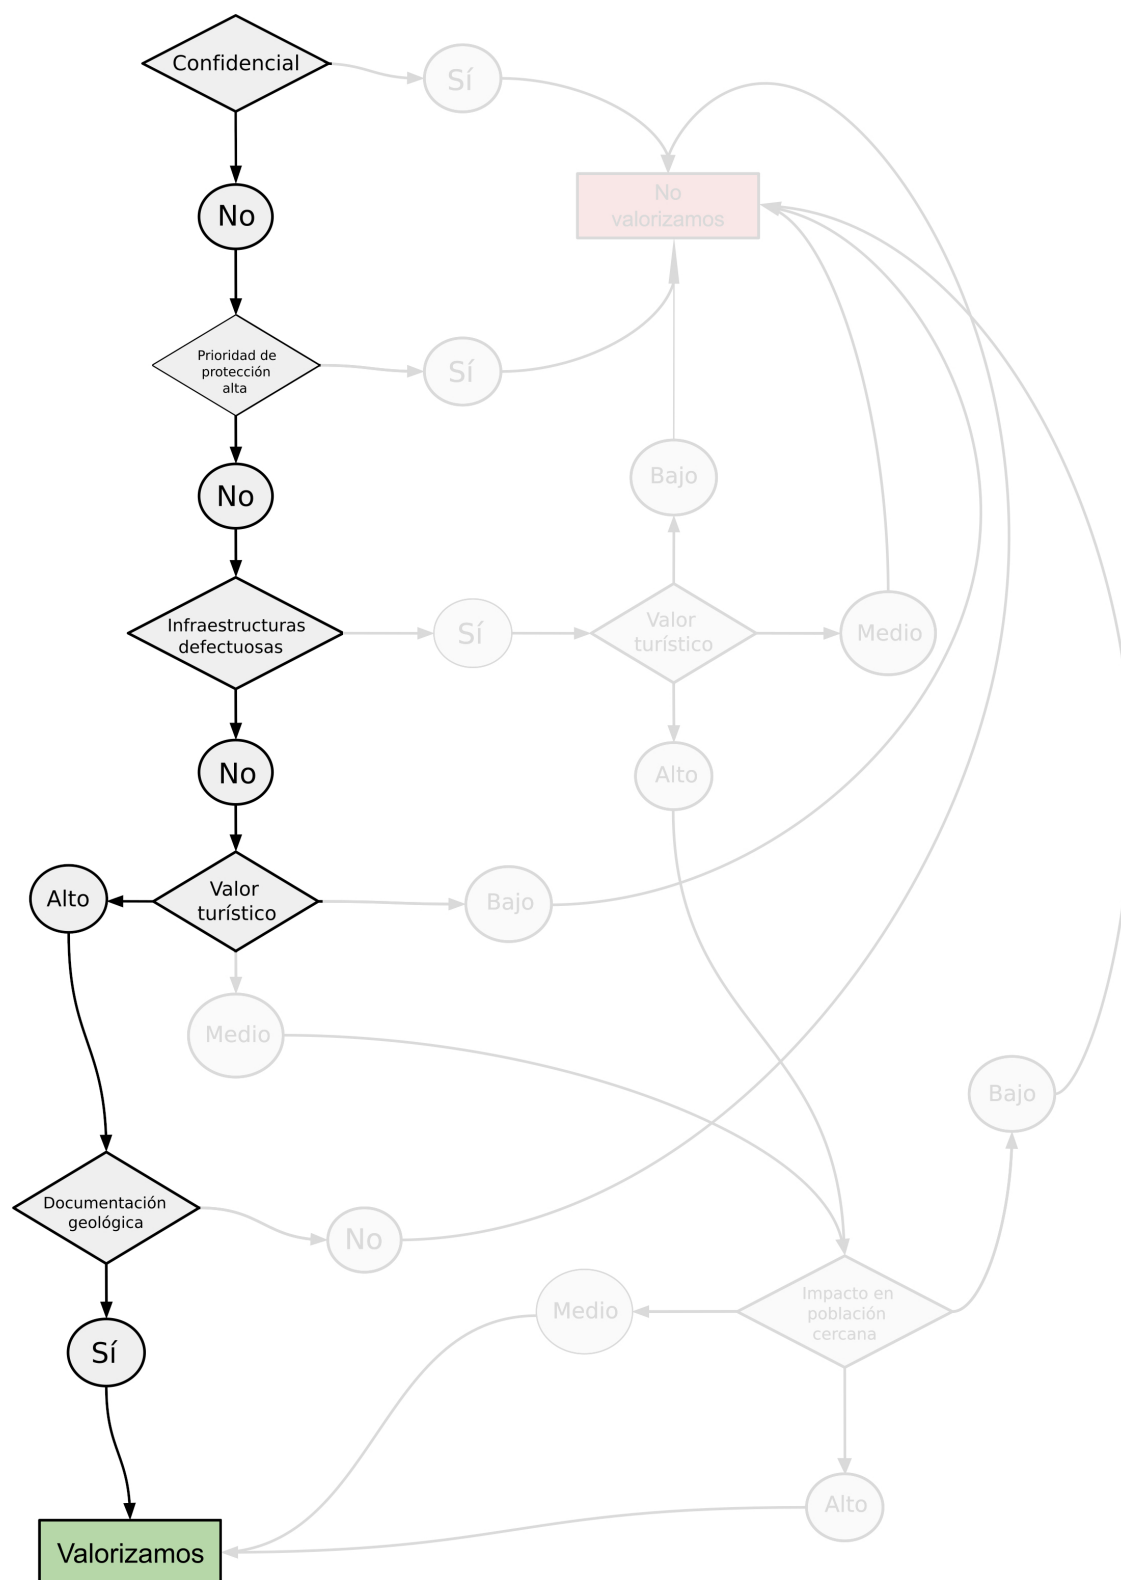 Confidencial
Sí
No
valorizamos
No
Prioridad de
protección
alta
Sí
Bajo
No
Infraestructuras
defectuosas
Sí
Valor
turístico
Medio
No
Alto
Alto
Valor
turístico
Bajo
Medio
Bajo
Documentación
geológica
No
Medio
Impacto en
población
cercana
Sí
Alto
Valorizamos